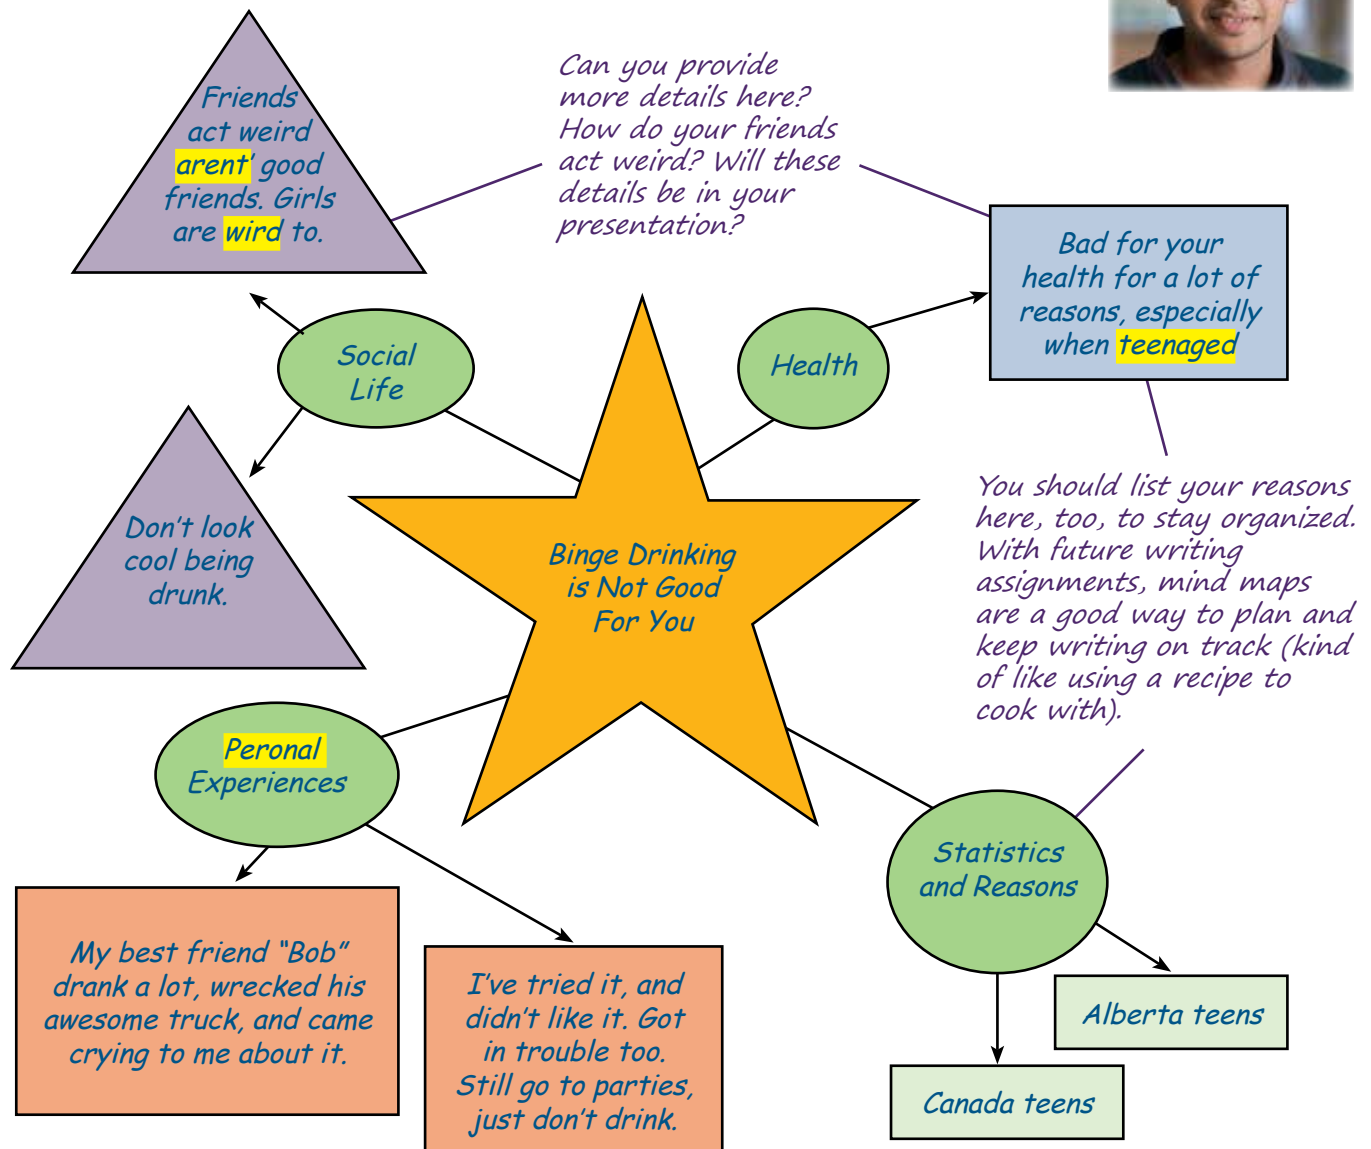 Friends
act weird
arent' good
friends. Girls
are wird to.
Can you provide
more details here?
How do your friends
act weird? Will these
details be in your
presentation?
Bad for your
health for a lot of
reasons, especially
when teenaged
Social
Life
Health
Don't look
cool being
drunk.
Binge Drinking
is Not Good
For You
You should list your reasons
here, too, to stay organized.
With future writing
assignments, mind maps
are a good way to plan and
keep writing on track (kind
of like using a recipe to
cook with).
Peronal
Experiences
Statistics
and Reasons
My best friend "Bob"
drank a lot, wrecked his
awesome truck, and came
crying to me about it.
I've tried it, and
didn't like it. Got
in trouble too.
Still go to parties,
just don't drink.
Alberta teens
Canada teens